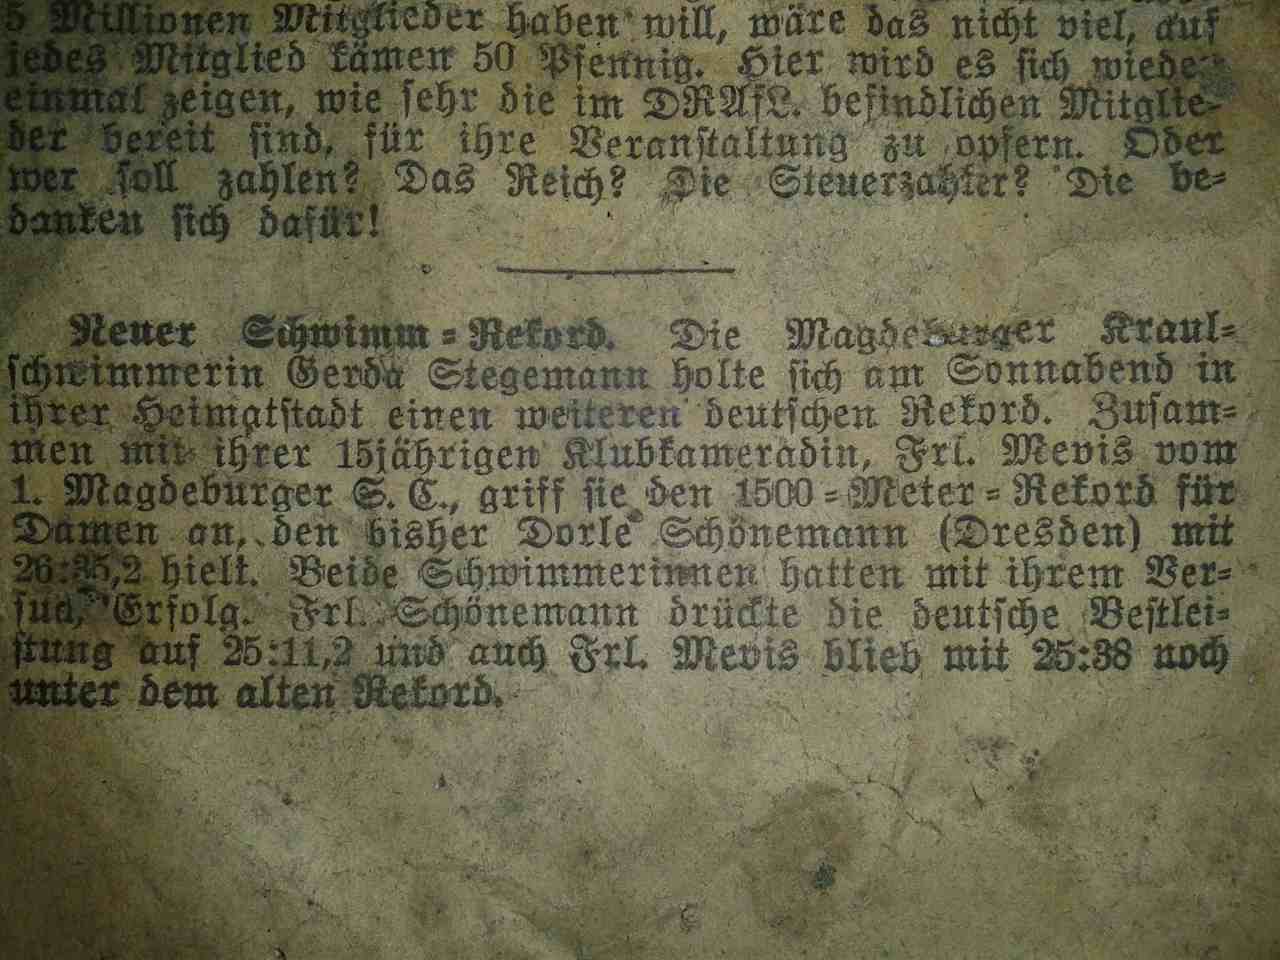 5 Millionen Mitglieder haben will, wäre das nicht viel, auf
jedes Mitglied kämen 50 Pfennig. Hier wird es sich wieder
einmal zeigen, wie sehr die im DRAfL. befindlichen Mitglie-
der bereit sind, für ihre Veranstaltung zu opfern. Oder
wer soll zahlen? Das Reich? Die Steuerzahler? Die be-
danken sich dafür!
Neuer Schwimm-Rekord. Die Magdeburger Kraul-
schwimmerin Gerda Stegemann holte sich am Sonnabend in
ihrer Heimatstadt einen weiteren deutschen Rekord. Zusam-
men mit ihrer 15jährigen Klubkameradin, Frl. Mevis vom
1. Magdeburger S. C., griff sie den 1500-Meter-Rekord für
Damen an, den bisher Dorle Schönemann (Dresden) mit
26:35,2 hielt. Beide Schwimmerinnen hatten mit ihrem Ver-
such Erfolg. Frl. Schönemann drückte die deutsche Bestlei-
stung auf 25:11,2 und auch Frl. Mevis blieb mit 25:38 noch
unter dem alten Rekord.